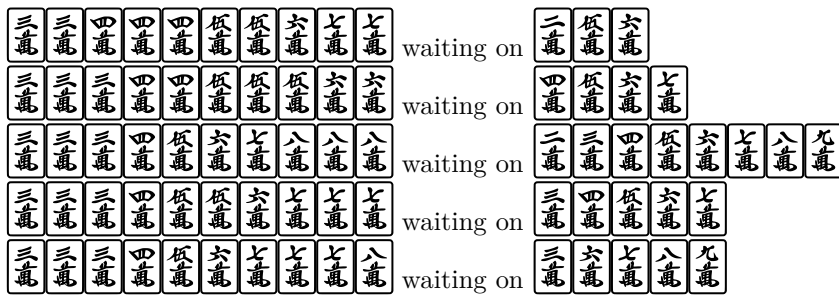 三萬 三萬 四萬 四萬 四萬 伍萬 伍萬 六萬 七萬 七萬 waiting on 二萬 伍萬 六萬
三萬 三萬 三萬 四萬 四萬 伍萬 伍萬 伍萬 六萬 六萬 waiting on 四萬 伍萬 六萬 七萬
三萬 三萬 三萬 四萬 伍萬 六萬 七萬 八萬 八萬 八萬 waiting on 二萬 三萬 四萬 伍萬 六萬 七萬 八萬 九萬
三萬 三萬 三萬 四萬 伍萬 伍萬 六萬 七萬 七萬 七萬 waiting on 三萬 四萬 伍萬 六萬 七萬
三萬 三萬 三萬 四萬 伍萬 六萬 七萬 七萬 七萬 八萬 waiting on 三萬 六萬 七萬 八萬 九萬